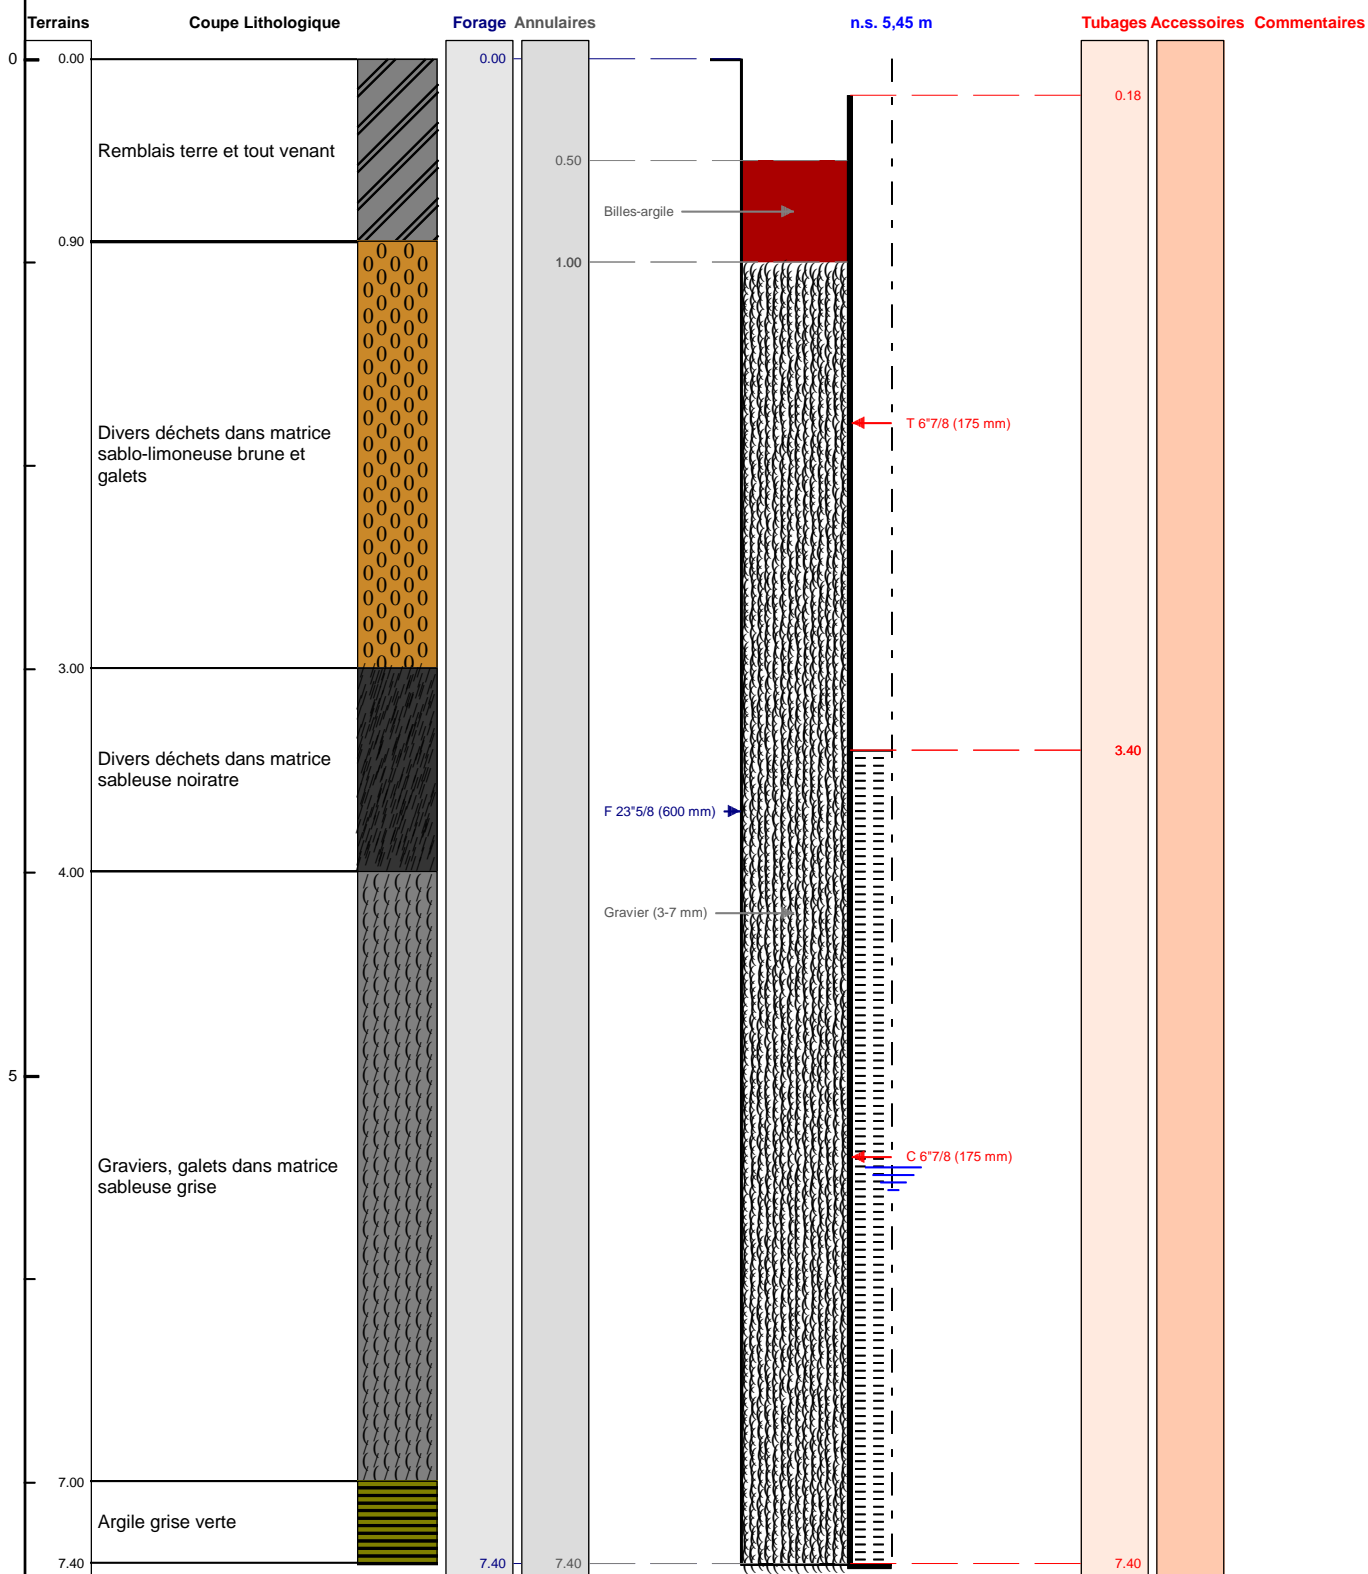 Terrains Coupe Lithologique Forage Annulaires n.s. 5,45 m Tubages Accessoires Commentaires
0 0.00 0.00
0.18
Remblais terre et tout venant
0.50
Billes-argile
0.90
1.00
T 6"7/8 (175 mm)
Divers déchets dans matrice
sablo-limoneuse brune et
galets
3.00
3.40
Divers déchets dans matrice
sableuse noiratre
F 23"5/8 (600 mm)
4.00
Gravier (3-7 mm)
5
C 6"7/8 (175 mm)
Graviers, galets dans matrice
sableuse grise
7.00
Argile grise verte
7.40 7.40 7.40 7.40